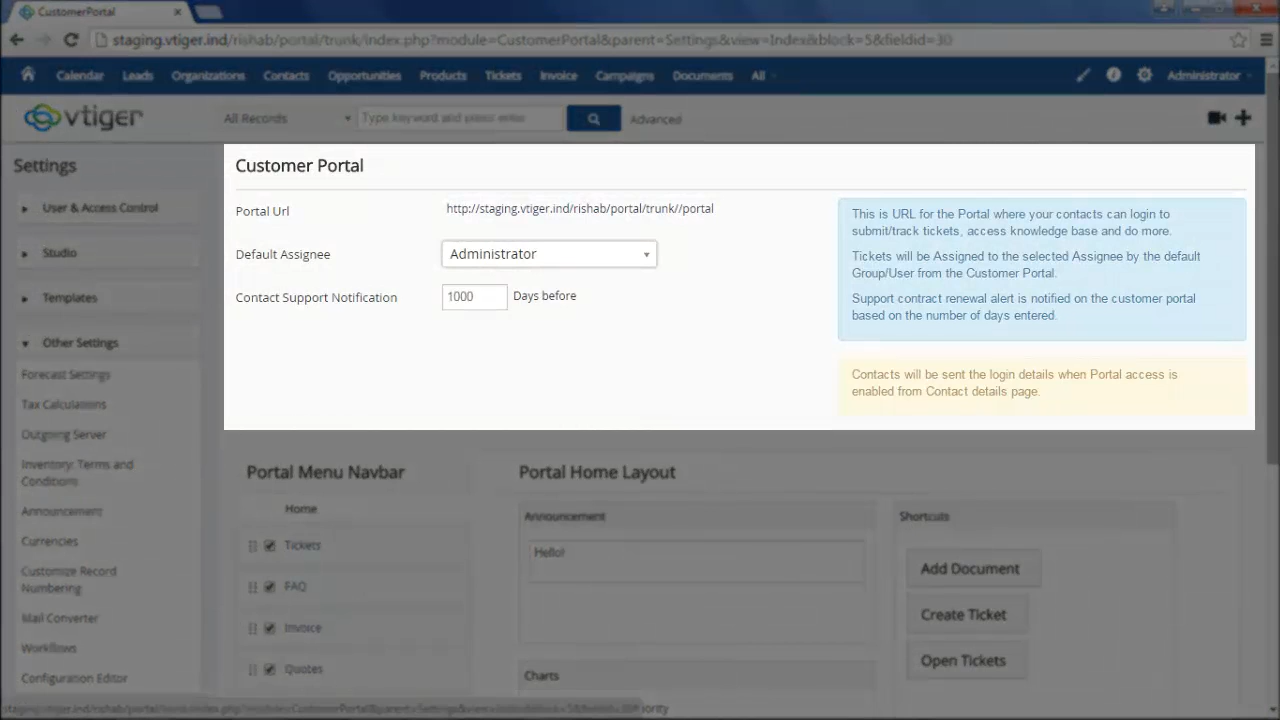 CustomerPortal
staging.vtiger.ind/rishab/portal/trunk/index.php?module=CustomerPortal&parent=Settings&view=Index&block=5&fieldid=30
Calendar Leads Organizations Contacts Opportunities Products Tickets Invoice Campaigns Documents All Administrator
vtiger All Records Type keyword and press enter Advanced
Settings
User & Access Control
Studio
Templates
Other Settings
Forecast Settings
Tax Calculations
Outgoing Server
Inventory: Terms and
Conditions
Announcement
Currencies
Customize Record
Numbering
Mail Converter
Workflows
Configuration Editor
Customer Portal
Portal Url http://staging.vtiger.ind/rishab/portal/trunk//portal
Default Assignee Administrator
Contact Support Notification 1000 Days before
This is URL for the Portal where your contacts can login to
submit/track tickets, access knowledge base and do more.
Tickets will be Assigned to the selected Assignee by the default
Group/User from the Customer Portal.
Support contract renewal alert is notified on the customer portal
based on the number of days entered.
Contacts will be sent the login details when Portal access is
enabled from Contact details page.
Portal Menu Navbar
Home
Tickets
FAQ
Invoice
Quotes
Portal Home Layout
Announcement
Hello!
Charts
Shortcuts
Add Document
Create Ticket
Open Tickets